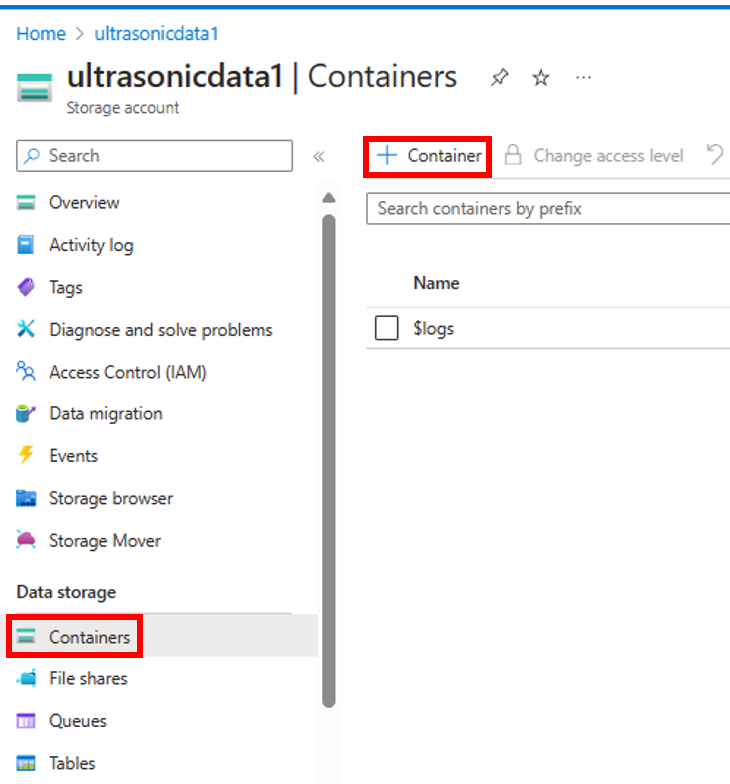 Home > ultrasonicdata1
ultrasonicdata1 | Containers ...
Storage account
Search «
+ Container Change access level
Search containers by prefix
Name
$logs
Overview
Activity log
Tags
Diagnose and solve problems
Access Control (IAM)
Data migration
Events
Storage browser
Storage Mover
Data storage
Containers
File shares
Queues
Tables